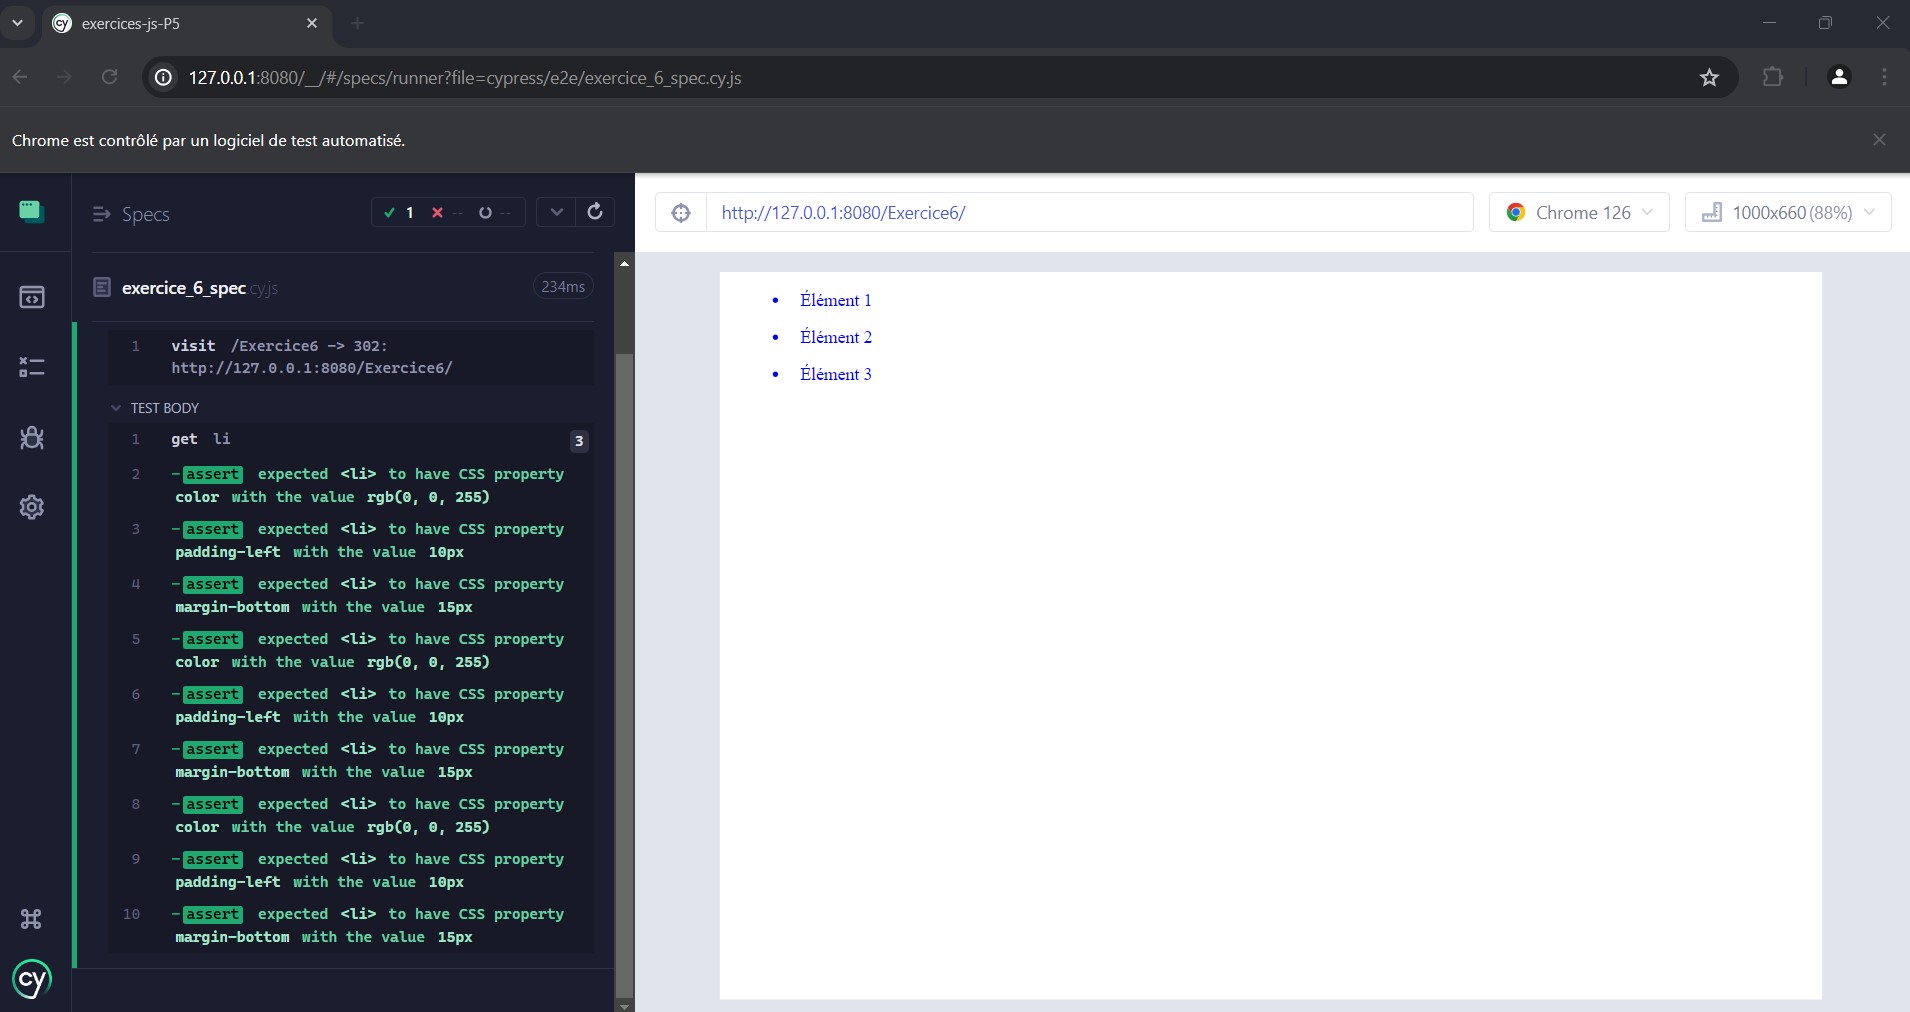 exercices-js-P5
127.0.0.1:8080/__/#/specs/runner?file=cypress/e2e/exercice_6_spec.cy.js
Chrome est contrôlé par un logiciel de test automatisé.
Specs
1 -- --
http://127.0.0.1:8080/Exercice6/
Chrome 126
1000x660 (88%)
exercice_6_spec.cy.js
234ms
1 visit /Exercice6 -> 302:
http://127.0.0.1:8080/Exercice6/
TEST BODY
1 get li 3
2 -assert expected <li> to have CSS property
color with the value rgb(0, 0, 255)
3 -assert expected <li> to have CSS property
padding-left with the value 10px
4 -assert expected <li> to have CSS property
margin-bottom with the value 15px
5 -assert expected <li> to have CSS property
color with the value rgb(0, 0, 255)
6 -assert expected <li> to have CSS property
padding-left with the value 10px
7 -assert expected <li> to have CSS property
margin-bottom with the value 15px
8 -assert expected <li> to have CSS property
color with the value rgb(0, 0, 255)
9 -assert expected <li> to have CSS property
padding-left with the value 10px
10 -assert expected <li> to have CSS property
margin-bottom with the value 15px
cy
• Élément 1
• Élément 2
• Élément 3